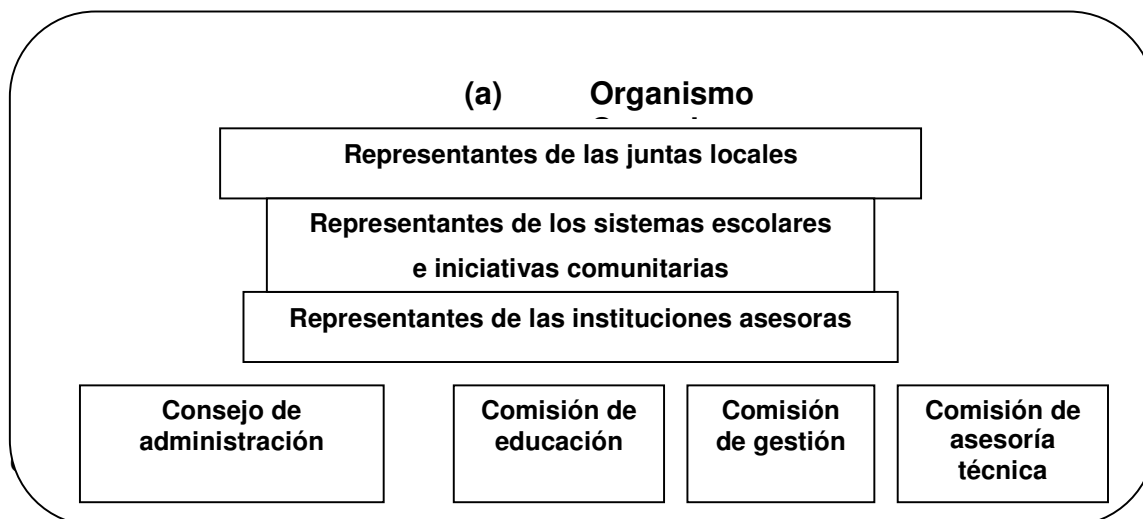 (a) Organismo
Representantes de las juntas locales
Representantes de los sistemas escolares
e iniciativas comunitarias
Representantes de las instituciones asesoras
Consejo de
administración
Comisión de
educación
Comisión
de gestión
Comisión de
asesoría
técnica